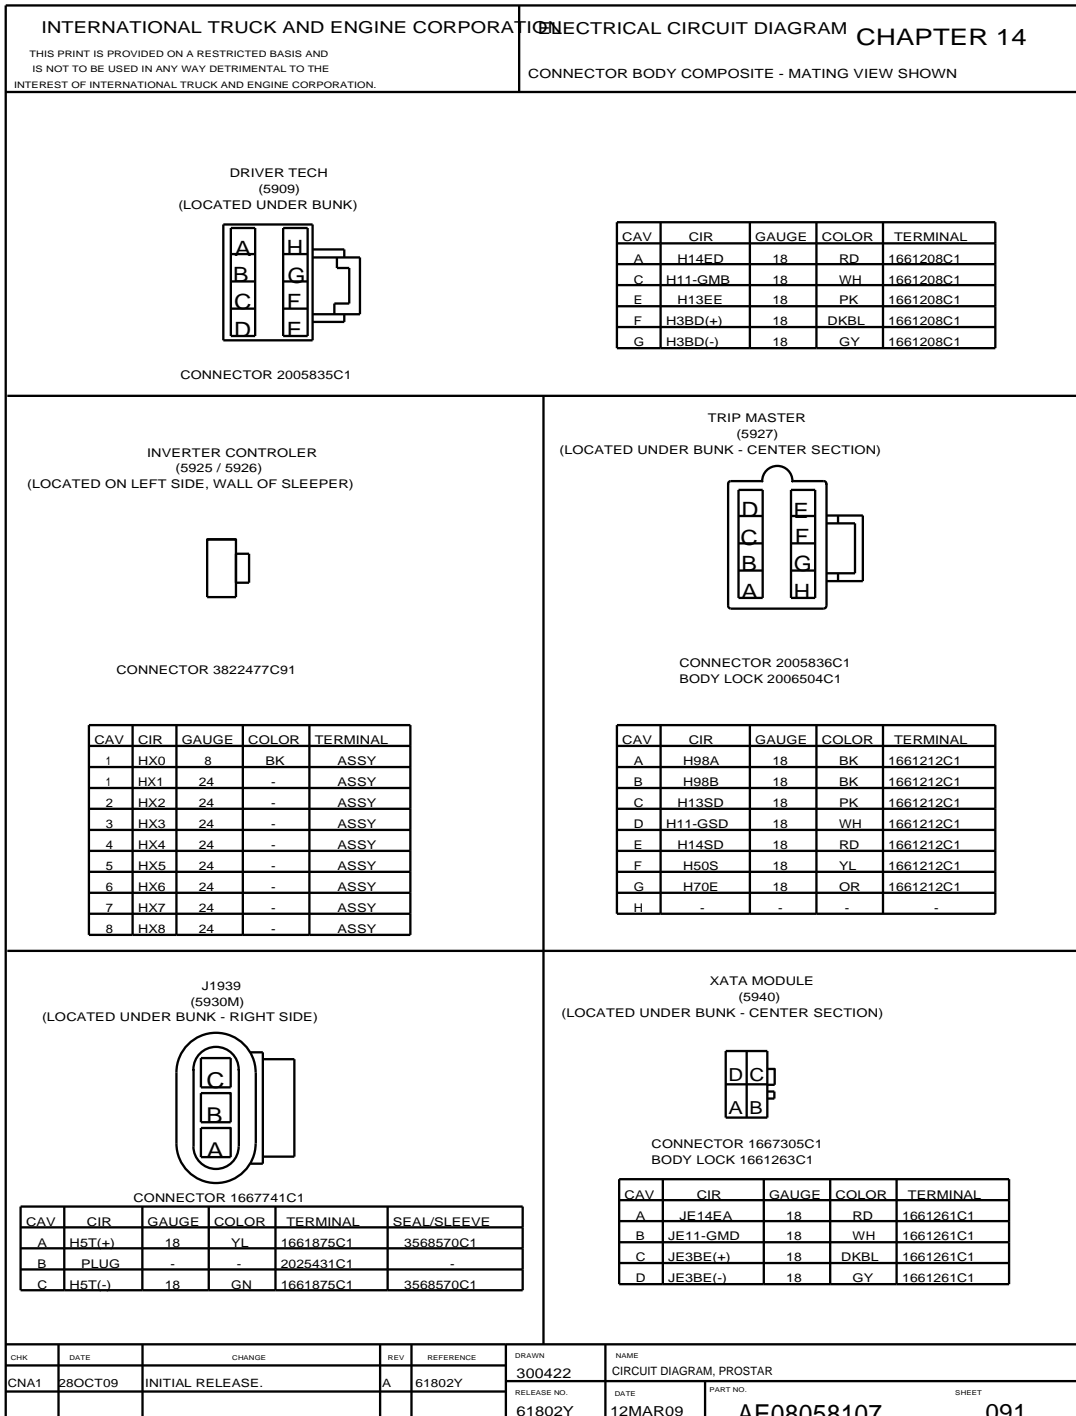 INTERNATIONAL TRUCK AND ENGINE CORPORATION
THIS PRINT IS PROVIDED ON A RESTRICTED BASIS AND
IS NOT TO BE USED IN ANY WAY DETRIMENTAL TO THE
INTEREST OF INTERNATIONAL TRUCK AND ENGINE CORPORATION.
ELECTRICAL CIRCUIT DIAGRAM CHAPTER 14
CONNECTOR BODY COMPOSITE - MATING VIEW SHOWN
DRIVER TECH
(5909)
(LOCATED UNDER BUNK)
A H
B G
C F
D E
CONNECTOR 2005835C1
CAV CIR GAUGE COLOR TERMINAL
A H14ED 18 RD 1661208C1
C H11-GMB 18 WH 1661208C1
E H13EE 18 PK 1661208C1
F H3BD(+) 18 DKBL 1661208C1
G H3BD(-) 18 GY 1661208C1
INVERTER CONTROLER
(5925 / 5926)
(LOCATED ON LEFT SIDE, WALL OF SLEEPER)
CONNECTOR 3822477C91
CAV CIR GAUGE COLOR TERMINAL
1 HX0 8 BK ASSY
1 HX1 24 - ASSY
2 HX2 24 - ASSY
3 HX3 24 - ASSY
4 HX4 24 - ASSY
5 HX5 24 - ASSY
6 HX6 24 - ASSY
7 HX7 24 - ASSY
8 HX8 24 - ASSY
TRIP MASTER
(5927)
(LOCATED UNDER BUNK - CENTER SECTION)
D E
C F
B G
A H
CONNECTOR 2005836C1
BODY LOCK 2006504C1
CAV CIR GAUGE COLOR TERMINAL
A H98A 18 BK 1661212C1
B H98B 18 BK 1661212C1
C H13SD 18 PK 1661212C1
D H11-GSD 18 WH 1661212C1
E H14SD 18 RD 1661212C1
F H50S 18 YL 1661212C1
G H70E 18 OR 1661212C1
H - - - -
J1939
(5930M)
(LOCATED UNDER BUNK - RIGHT SIDE)
C
B
A
CONNECTOR 1667741C1
CAV CIR GAUGE COLOR TERMINAL SEAL/SLEEVE
A H5T(+) 18 YL 1661875C1 3568570C1
B PLUG - - 2025431C1 -
C H5T(-) 18 GN 1661875C1 3568570C1
XATA MODULE
(5940)
(LOCATED UNDER BUNK - CENTER SECTION)
D C
A B
CONNECTOR 1667305C1
BODY LOCK 1661263C1
CAV CIR GAUGE COLOR TERMINAL
A JE14EA 18 RD 1661261C1
B JE11-GMD 18 WH 1661261C1
C JE3BE(+) 18 DKBL 1661261C1
D JE3BE(-) 18 GY 1661261C1
CHK DATE CHANGE REV REFERENCE
CNA1 28OCT09 INITIAL RELEASE. A 61802Y
DRAWN
300422
NAME
CIRCUIT DIAGRAM, PROSTAR
RELEASE NO.
61802Y
DATE
12MAR09
PART NO.
AE08058107
SHEET
091